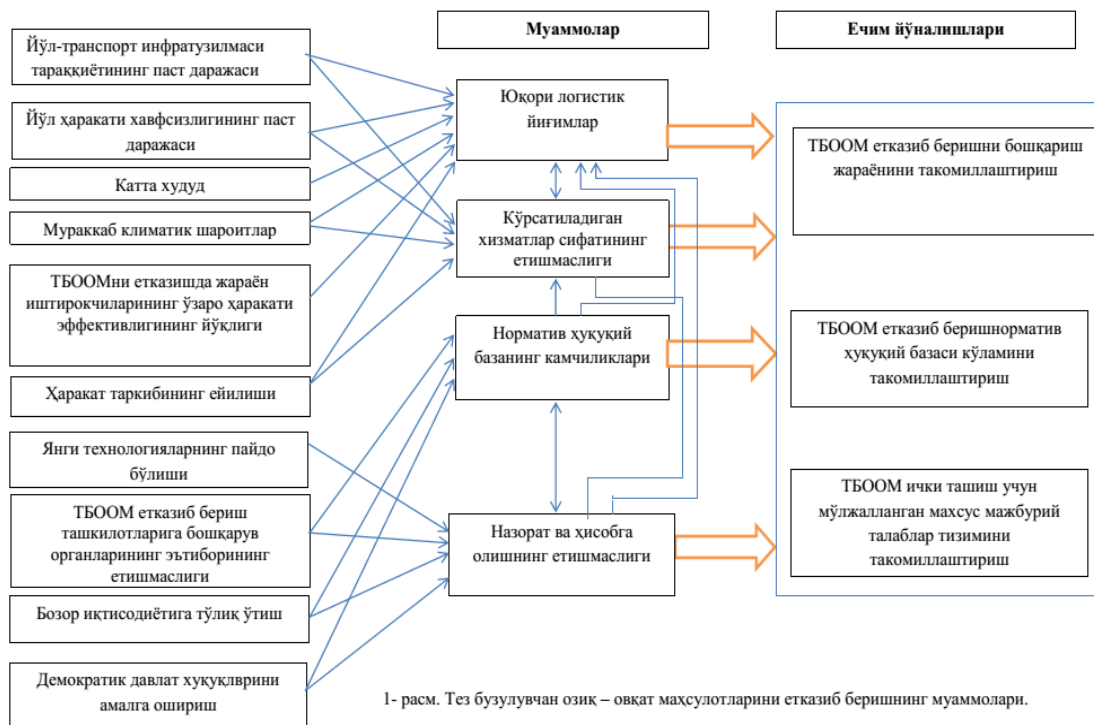 Муаммолар
Ечим йўналишлари
Йўл-транспорт инфратузилмаси
тараққиётининг паст даражаси
Йўл ҳаракати хавфсизлигининг паст
даражаси
Катта худуд
Мураккаб климатик шароитлар
ТБООМни етказишда жараён
иштирокчиларининг ўзаро ҳаракати
эффективлигининг йўқлиги
Ҳаракат таркибининг ейилиши
Янги технологияларнинг пайдо
бўлиши
ТБООМ етказиб бериш
ташкилотларига бошқарув
органларининг эътиборининг
етишмаслиги
Бозор иқтисодиётига тўлиқ ўтиш
Демократик давлат хуқуқлврини
амалга ошириш
Юқори логистик
йиғимлар
Кўрсатиладиган
хизматлар сифатининг
етишмаслиги
Норматив ҳуқуқий
базанинг камчиликлари
Назорат ва ҳисобга
олишнинг етишмаслиги
ТБООМ етказиб беришни бошқариш
жараёнини такомиллаштириш
ТБООМ етказиб беришнорматив
ҳуқуқий базаси кўламини
такомиллаштириш
ТБООМ ички ташиш учун
мўлжалланган махсус мажбурий
талаблар тизимини
такомиллаштириш
1- расм. Тез бузулувчан озиқ – овқат маҳсулотларини етказиб беришнинг муаммолари.